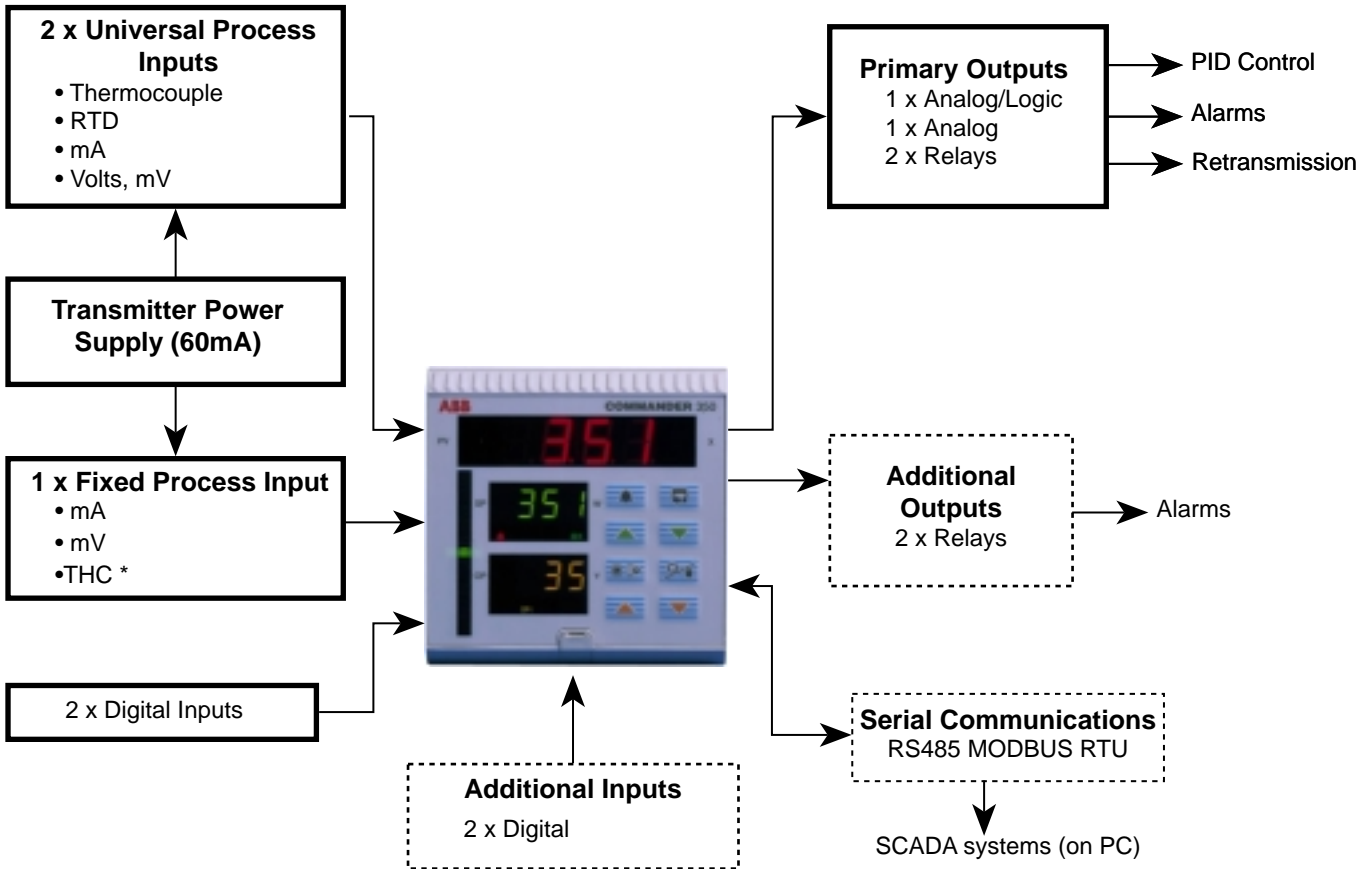 2 x Universal Process
Inputs
• Thermocouple
• RTD
• mA
• Volts, mV
Transmitter Power
Supply (60mA)
1 x Fixed Process Input
• mA
• mV
•THC *
2 x Digital Inputs
ABB COMMANDER 350
PV 351 X
SP 351 W
OP 35 Y
Additional Inputs
2 x Digital
Primary Outputs
1 x Analog/Logic
1 x Analog
2 x Relays
PID Control
Alarms
Retransmission
Additional
Outputs
2 x Relays
Alarms
Serial Communications
RS485 MODBUS RTU
SCADA systems (on PC)